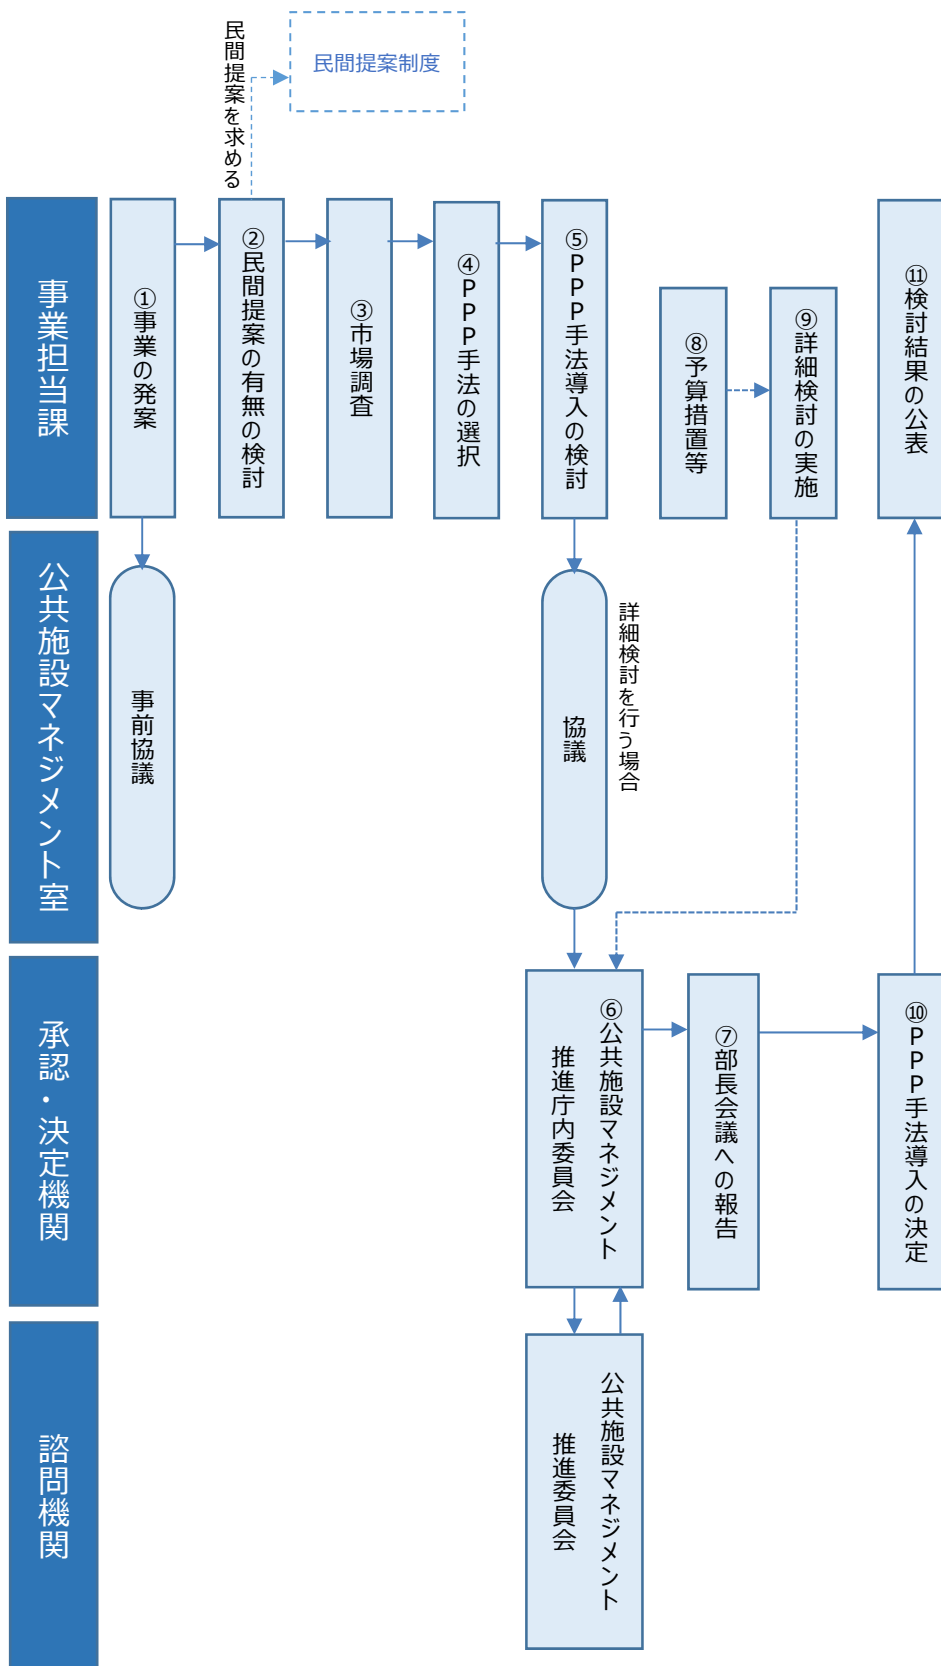 民間提案を求める
民間提案制度
事業担当課
①事業の発案
②民間提案の有無の検討
③市場調査
④PPP手法の選択
⑤PPP手法導入の検討
⑧予算措置等
⑨詳細検討の実施
⑪検討結果の公表
公共施設マネジメント室
事前協議
協議
詳細検討を行う場合
承認・決定機関
⑥公共施設マネジメント
推進庁内委員会
⑦部長会議への報告
⑩PPP手法導入の決定
諮問機関
公共施設マネジメント
推進委員会